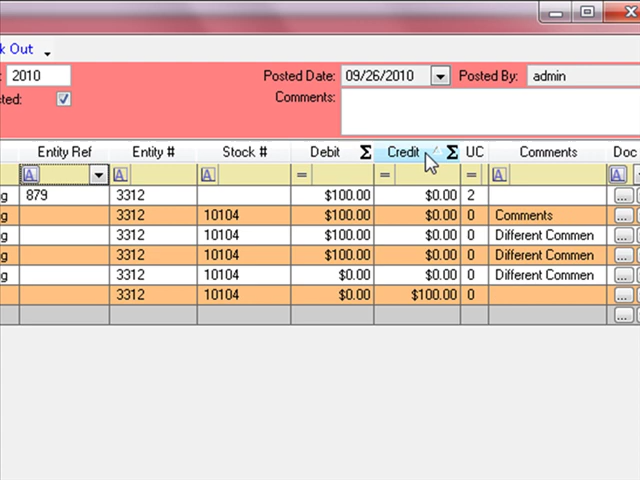 k Out
: 2010 Posted Date: 09/26/2010 Posted By: admin
cted: Comments:
Entity Ref Entity # Stock # Debit Σ Credit Σ UC Comments Doc
A A A = = = A A
g 879 3312 $100.00 $0.00 2 ...
g 3312 10104 $100.00 $0.00 0 Comments ...
g 3312 10104 $100.00 $0.00 0 Different Commen ...
g 3312 10104 $100.00 $0.00 0 Different Commen ...
g 3312 10104 $0.00 $0.00 0 Different Commen ...
3312 10104 $0.00 $100.00 0 ...
...